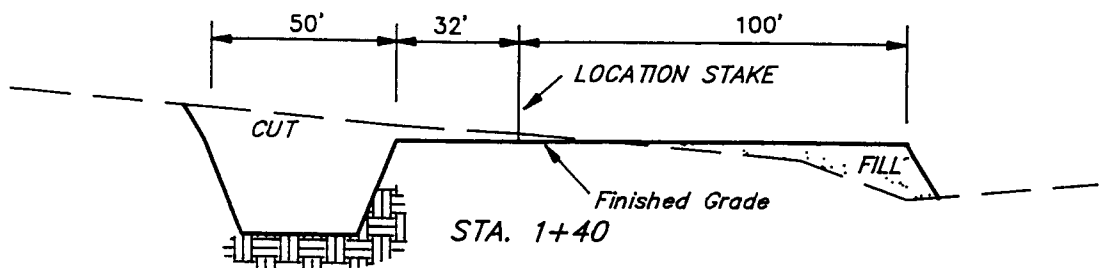 50' 32' 100'
LOCATION STAKE
CUT
FILL
Finished Grade
STA. 1+40